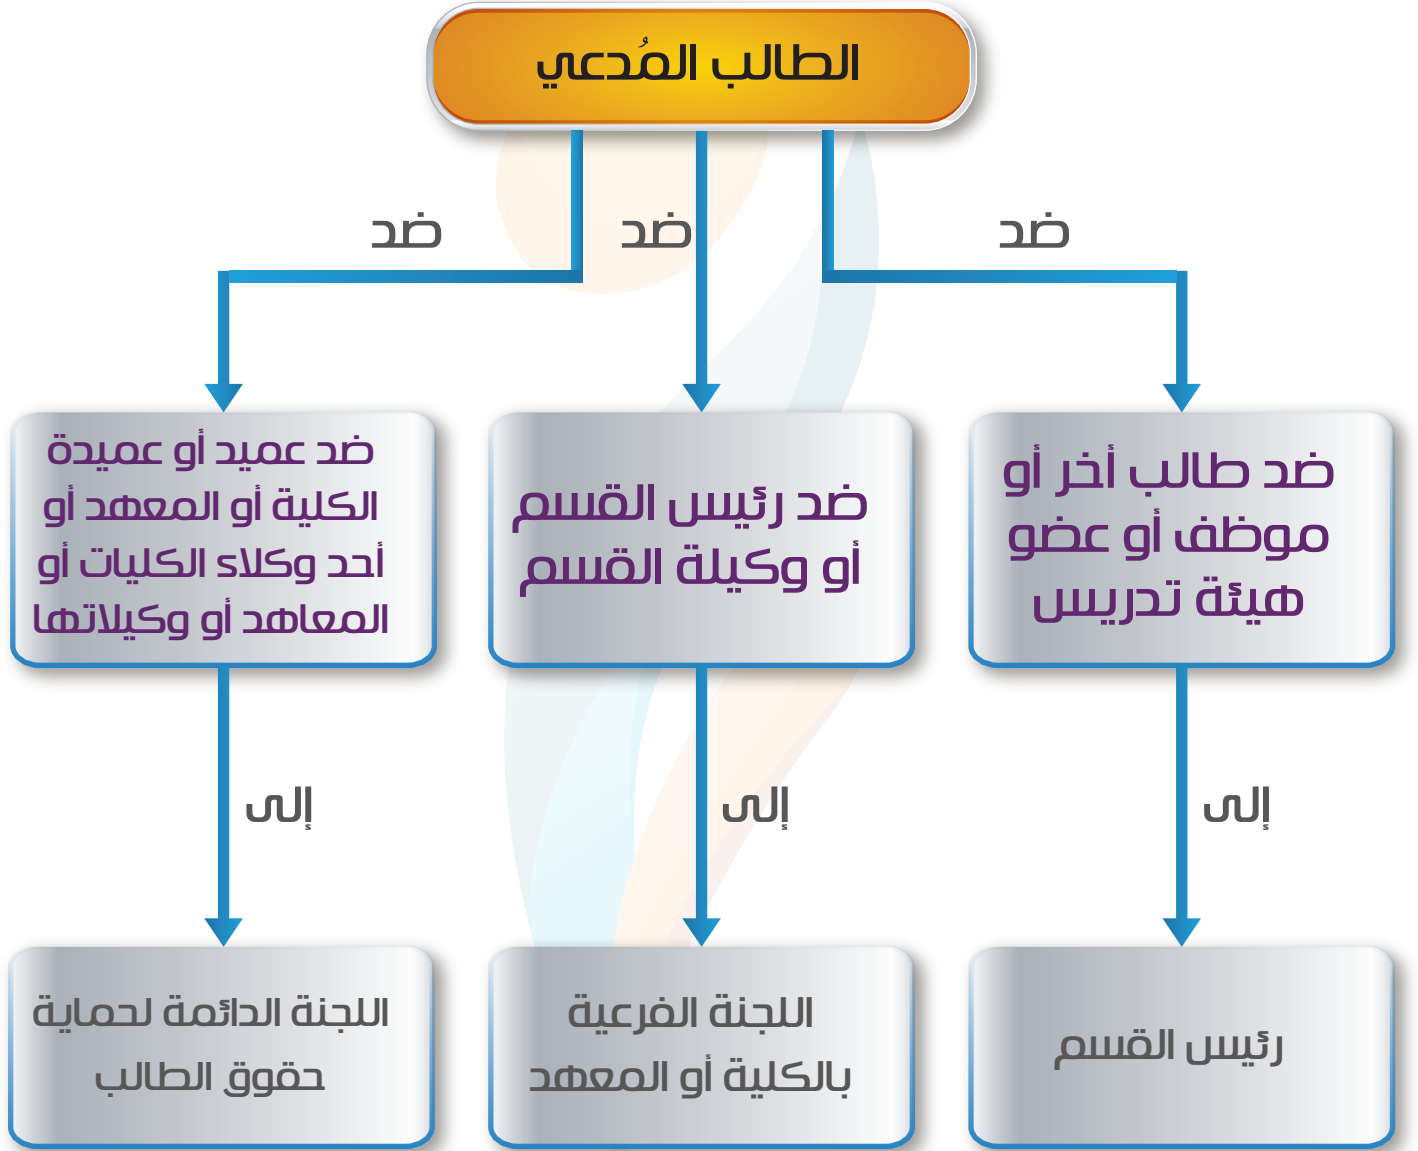 الطالب المُدعي
ضد
ضد
ضد
ضد طالب أخر أو
موظف أو عضو
هيئة تدريس
ضد رئيس القسم
أو وكيلة القسم
ضد عميد أو عميدة
الكلية أو المعهد أو
أحد وكلاء الكليات أو
المعاهد أو وكيلاتها
إلى
إلى
إلى
رئيس القسم
اللجنة الفرعية
بالكلية أو المعهد
اللجنة الدائمة لحماية
حقوق الطالب